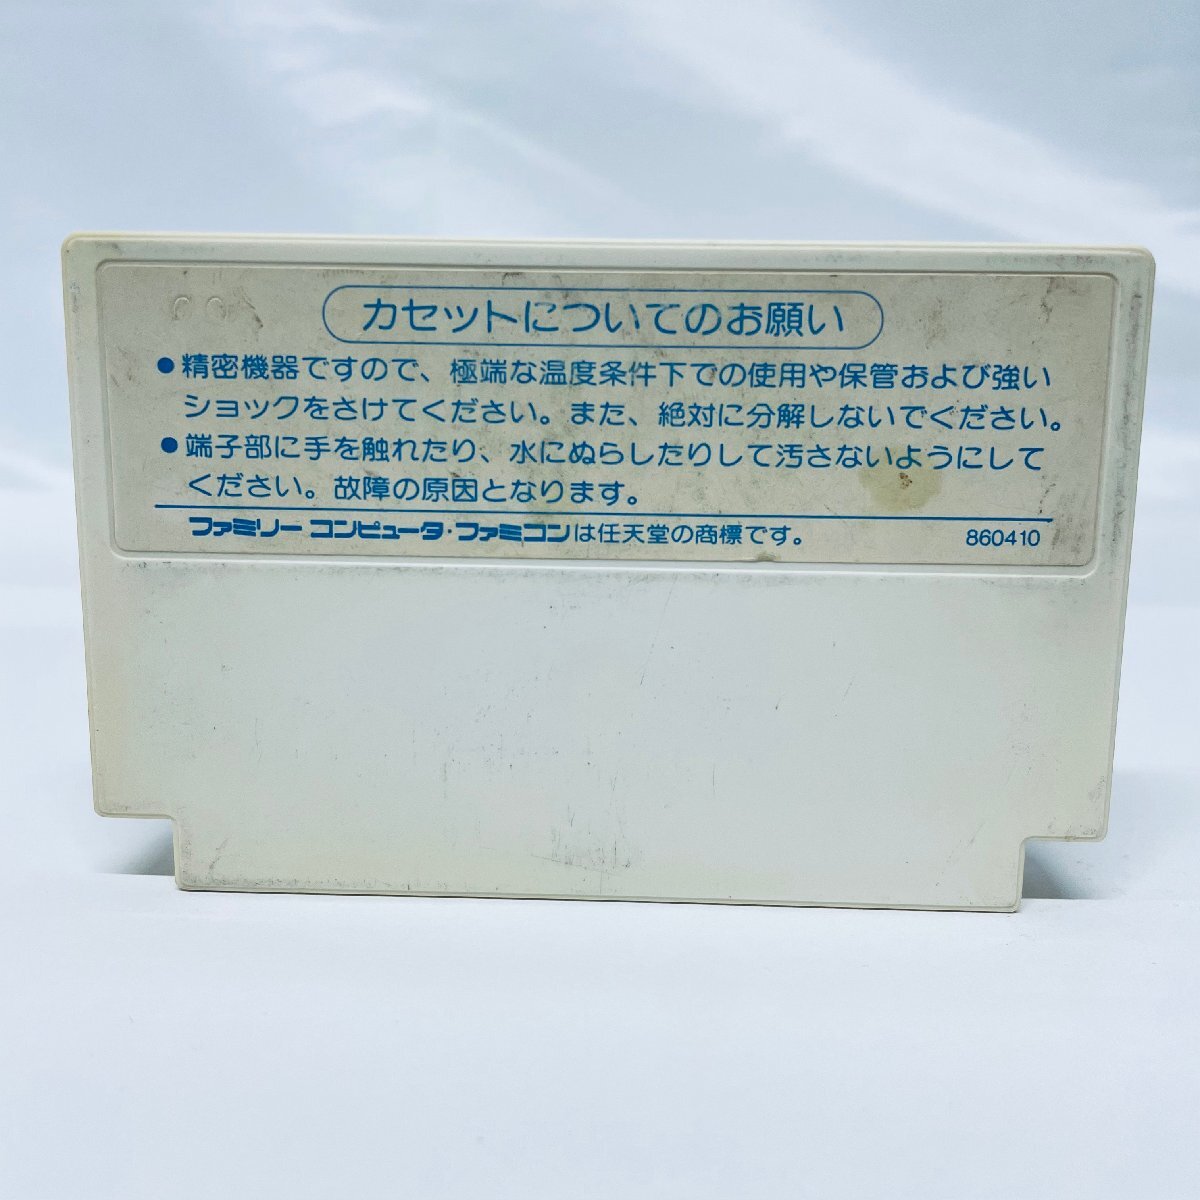 カセットについてのお願い
●精密機器ですので、極端な温度条件下での使用や保管および強い
ショックをさけてください。また、絶対に分解しないでください。
●端子部に手を触れたり、水にぬらしたりして汚さないようにして
ください。故障の原因となります。
ファミリーコンピュータ・ファミコンは任天堂の商標です。 860410